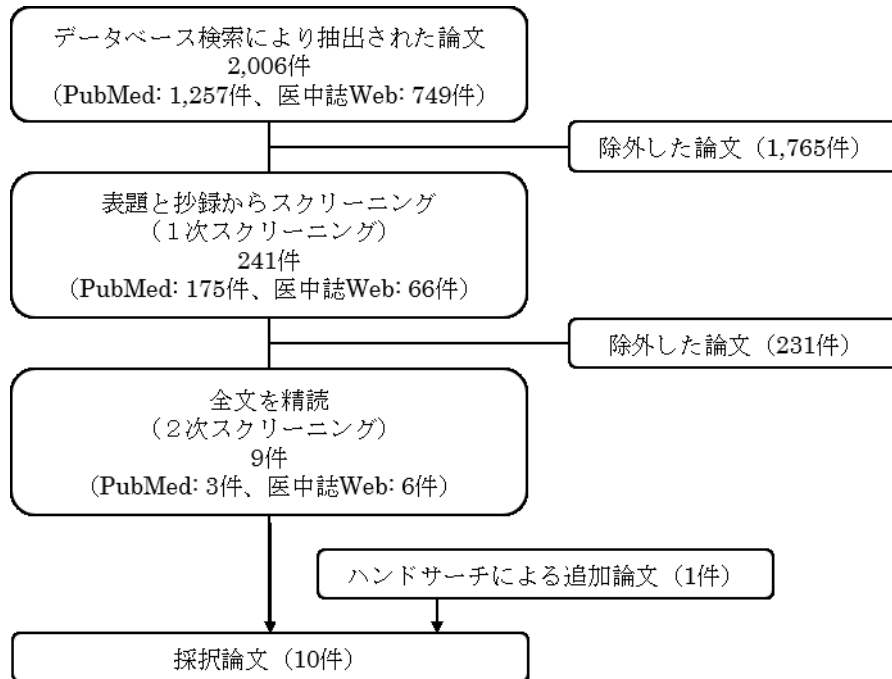 データベース検索により抽出された論文
2,006件
（PubMed: 1,257件、医中誌Web: 749件）
除外した論文（1,765件）
表題と抄録からスクリーニング
（１次スクリーニング）
241件
（PubMed: 175件、医中誌Web: 66件）
除外した論文（231件）
全文を精読
（２次スクリーニング）
9件
（PubMed: 3件、医中誌Web: 6件）
ハンドサーチによる追加論文（1件）
採択論文（10件）